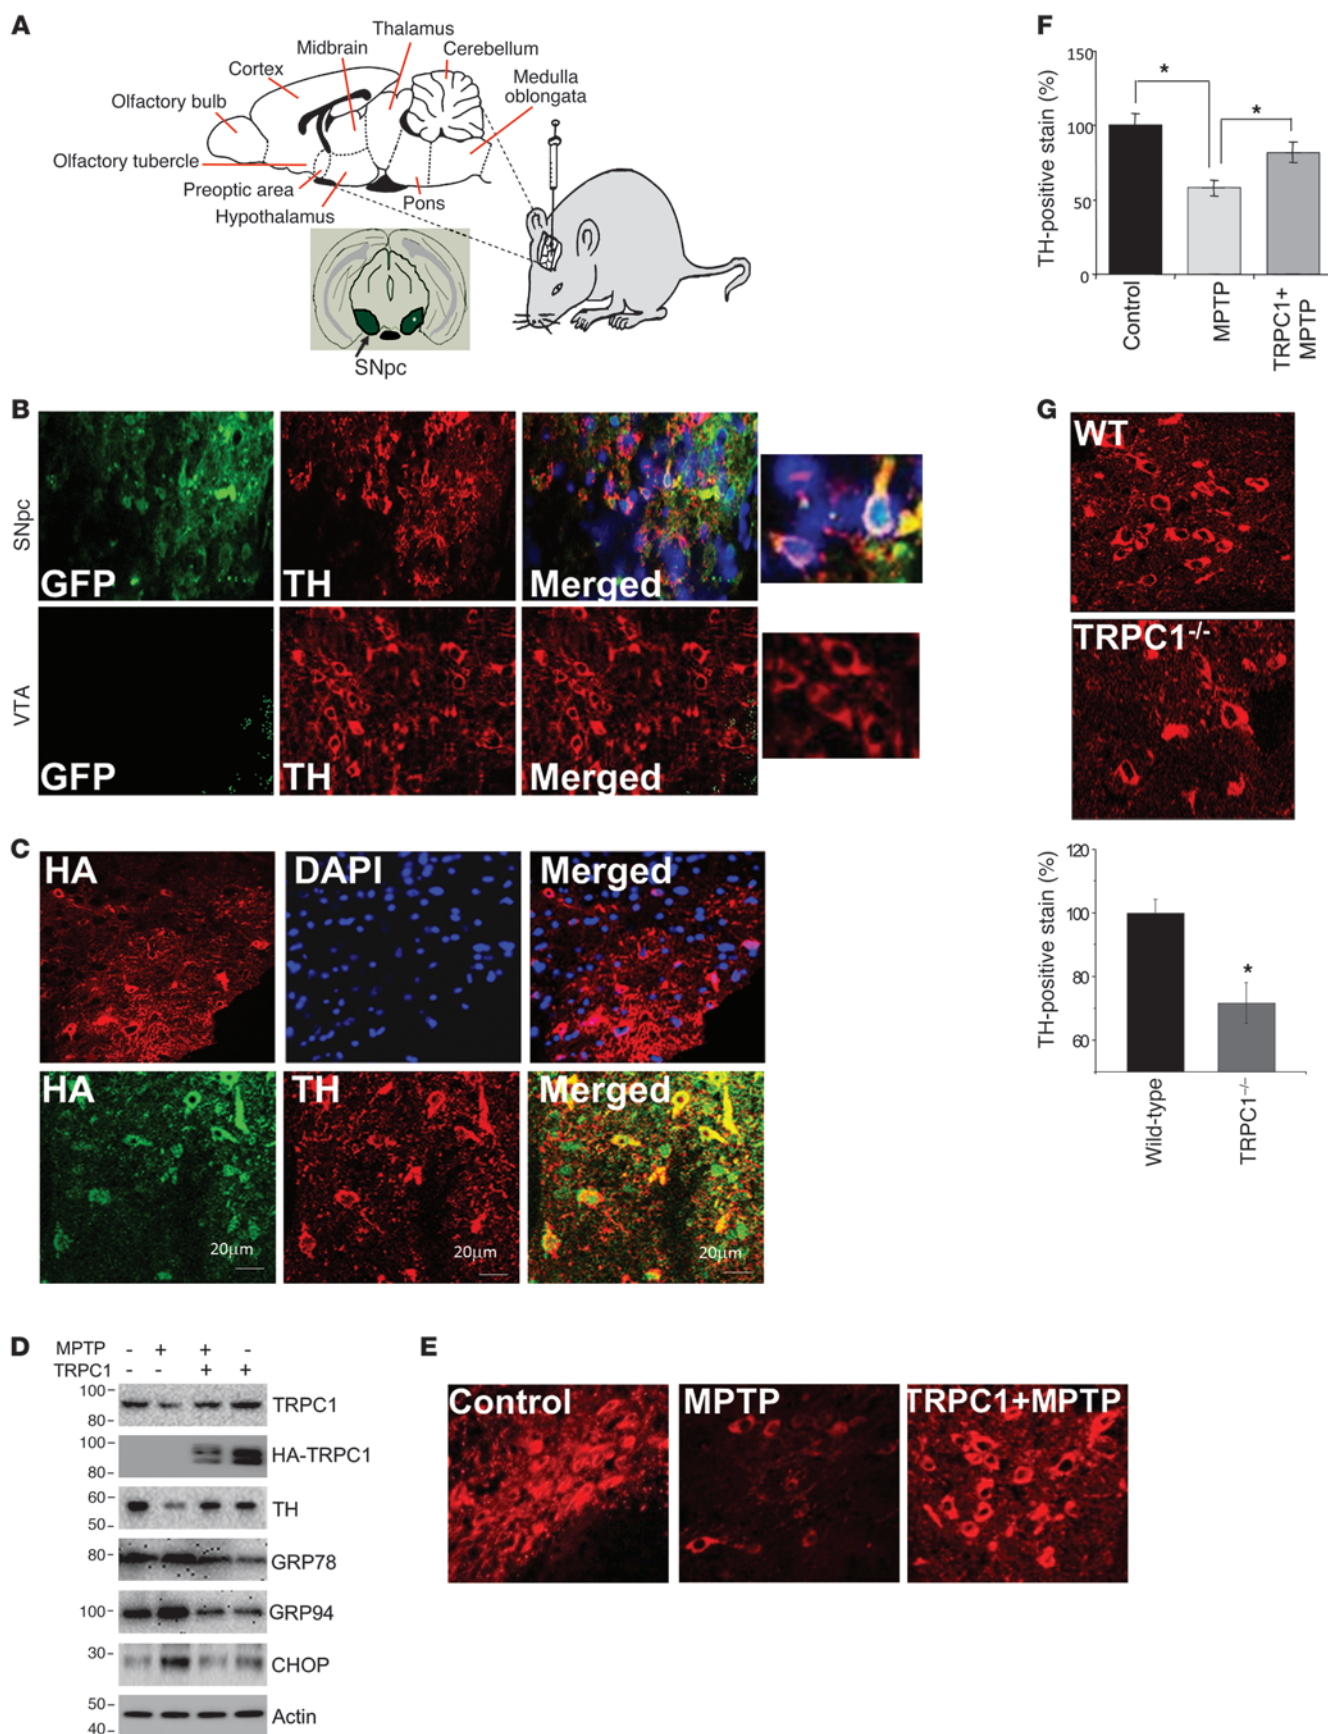 A
Thalamus
Midbrain
Cerebellum
Cortex
Medulla
oblongata
Olfactory bulb
Olfactory tubercle
Preoptic area
Hypothalamus
Pons
SNpc
B
SNpc
GFP
TH
Merged
VTA
GFP
TH
Merged
C
HA
DAPI
Merged
HA
TH
Merged
20μm
20μm
20μm
D
MPTP - + + -
TRPC1 - - + +
100
80
TRPC1
100
80
HA-TRPC1
60
50
TH
80
GRP78
100
GRP94
30
CHOP
50
40
Actin
E
Control
MPTP
TRPC1+MPTP
F
TH-positive stain (%)
150
100
50
0
*
*
Control
MPTP
TRPC1+
MPTP
G
WT
TRPC1-/-
TH-positive stain (%)
120
100
80
60
*
Wild-type
TRPC1-/-